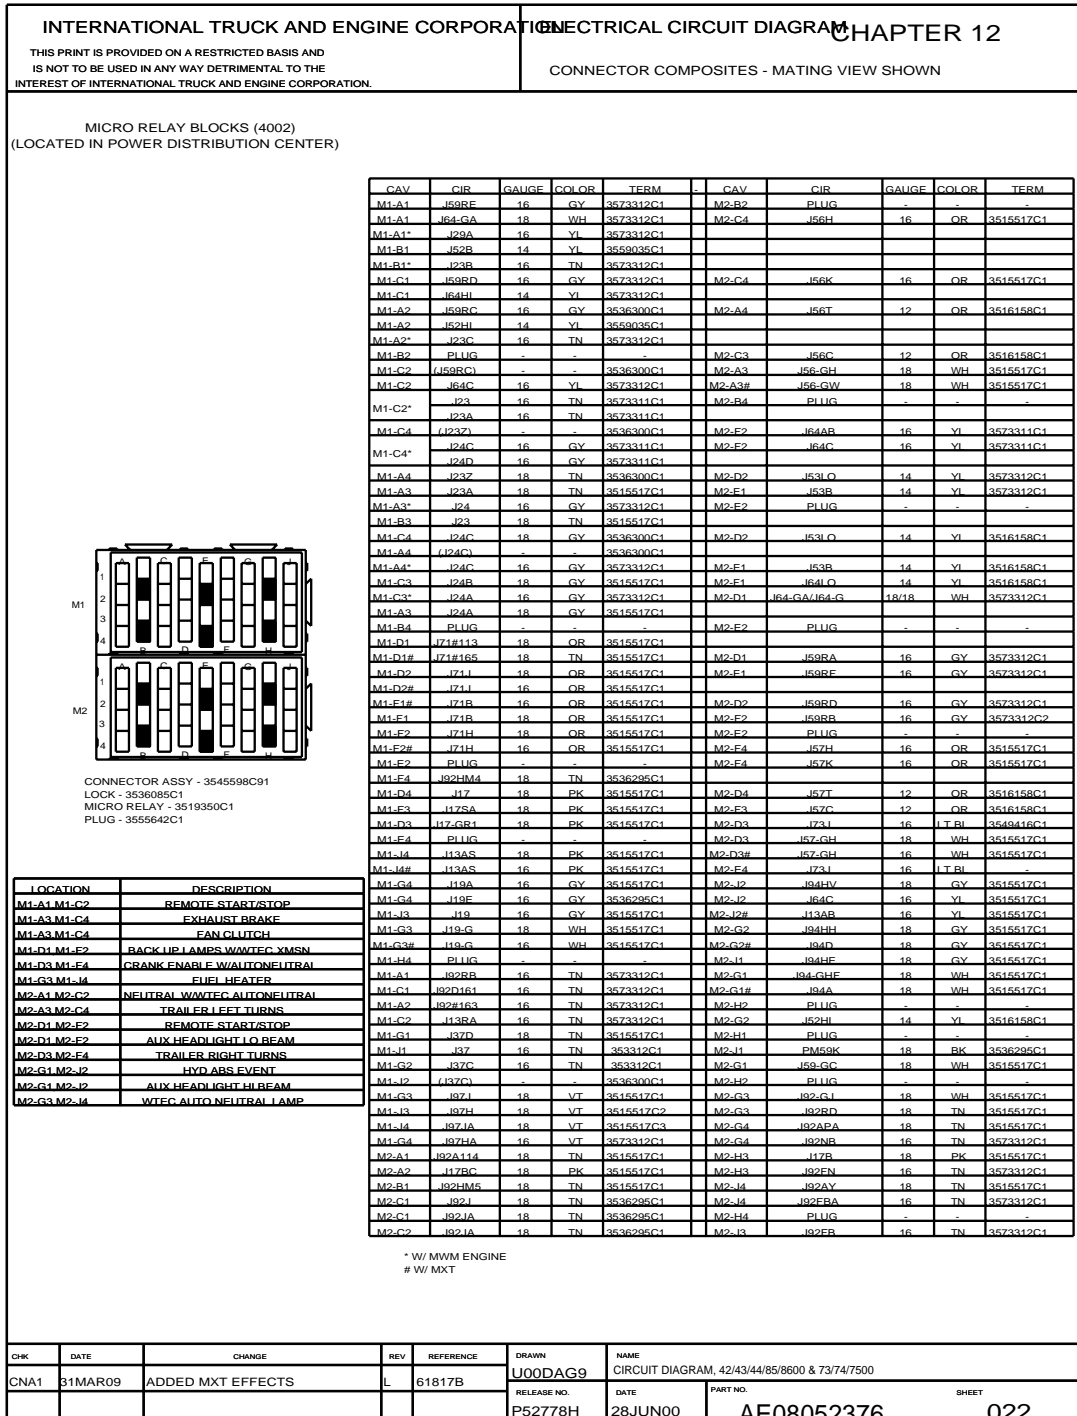 INTERNATIONAL TRUCK AND ENGINE CORPORATION
THIS PRINT IS PROVIDED ON A RESTRICTED BASIS AND
IS NOT TO BE USED IN ANY WAY DETRIMENTAL TO THE
INTEREST OF INTERNATIONAL TRUCK AND ENGINE CORPORATION.
ELECTRICAL CIRCUIT DIAGRAM
CHAPTER 12
CONNECTOR COMPOSITES - MATING VIEW SHOWN
MICRO RELAY BLOCKS (4002)
(LOCATED IN POWER DISTRIBUTION CENTER)
CAV CIR GAUGE COLOR TERM - CAV CIR GAUGE COLOR TERM
M1-A1 J59RE 16 GY 3573312C1 M2-B2 PLUG - - -
M1-A1 J64-GA 18 WH 3573312C1 M2-C4 J56H 16 OR 3515517C1
M1-A1* J29A 16 YL 3573312C1
M1-B1 J52B 14 YL 3559035C1
M1-B1* J23B 16 TN 3573312C1
M1-C1 J59RD 16 GY 3573312C1 M2-C4 J56K 16 OR 3515517C1
M1-C1 J64HI 14 YL 3573312C1
M1-A2 J59RC 16 GY 3536300C1 M2-A4 J56T 12 OR 3516158C1
M1-A2 J52HI 14 YL 3559035C1
M1-A2* J23C 16 TN 3573312C1
M1-B2 PLUG - - - M2-C3 J56C 12 OR 3516158C1
M1-C2 (J59RC) - - 3536300C1 M2-A3 J56-GH 18 WH 3515517C1
M1-C2 J64C 16 YL 3573312C1 M2-A3# J56-GW 18 WH 3515517C1
M1-C2* J23 16 TN 3573311C1 M2-B4 PLUG - - -
J23A 16 TN 3573311C1
M1-C4 (J23Z) - - 3536300C1 M2-F2 J64AB 16 YL 3573311C1
M1-C4* J24C 16 GY 3573311C1 M2-F2 J64C 16 YL 3573311C1
J24D 16 GY 3573311C1
M1-A4 J23Z 18 TN 3536300C1 M2-D2 J53LO 14 YL 3573312C1
M1-A3 J23A 18 TN 3515517C1 M2-E1 J53B 14 YL 3573312C1
M1-A3* J24 16 GY 3573312C1 M2-E2 PLUG - - -
M1-B3 J23 18 TN 3515517C1
M1-C4 J24C 18 GY 3536300C1 M2-D2 J53LO 14 YL 3516158C1
M1-A4 (J24C) - - 3536300C1
M1-A4* J24C 16 GY 3573312C1 M2-F1 J53B 14 YL 3516158C1
M1-C3 J24B 18 GY 3515517C1 M2-F1 J64LO 14 YL 3516158C1
M1-C3* J24A 16 GY 3573312C1 M2-D1 J64-GA/J64-G 18/18 WH 3573312C1
M1-A3 J24A 18 GY 3515517C1
M1-B4 PLUG - - - M2-E2 PLUG - - -
M1-D1 J71#113 18 OR 3515517C1
M1-D1# J71#165 18 TN 3515517C1 M2-D1 J59RA 16 GY 3573312C1
M1-D2 J71J 18 OR 3515517C1 M2-F1 J59RE 16 GY 3573312C1
M1-D2# J71J 16 OR 3515517C1
M1-F1# J71B 16 OR 3515517C1 M2-D2 J59RD 16 GY 3573312C1
M1-F1 J71B 18 OR 3515517C1 M2-F2 J59RB 16 GY 3573312C2
M1-F2 J71H 18 OR 3515517C1 M2-E2 PLUG - - -
M1-F2# J71H 16 OR 3515517C1 M2-F4 J57H 16 OR 3515517C1
M1-E2 PLUG - - - M2-F4 J57K 16 OR 3515517C1
M1-F4 J92HM4 18 TN 3536295C1
M1-D4 J17 18 PK 3515517C1 M2-D4 J57T 12 OR 3516158C1
M1-F3 J17SA 18 PK 3515517C1 M2-F3 J57C 12 OR 3516158C1
M1-D3 J17-GR1 18 PK 3515517C1 M2-D3 J73J 16 LT BL 3549416C1
M1-E4 PLUG - - - M2-D3 J57-GH 18 WH 3515517C1
M1-J4 J13AS 18 PK 3515517C1 M2-D3# J57-GH 16 WH 3515517C1
M1-J4# J13AS 16 PK 3515517C1 M2-E4 J73J 16 LT BL -
M1-G4 J19A 16 GY 3515517C1 M2-J2 J94HV 18 GY 3515517C1
M1-G4 J19E 16 GY 3536295C1 M2-J2 J64C 16 YL 3515517C1
M1-J3 J19 16 GY 3515517C1 M2-J2# J13AB 16 YL 3515517C1
M1-G3 J19-G 18 WH 3515517C1 M2-G2 J94HH 18 GY 3515517C1
M1-G3# J19-G 16 WH 3515517C1 M2-G2# J94D 18 GY 3515517C1
M1-H4 PLUG - - - M2-J1 J94HF 18 GY 3515517C1
M1-A1 J92RB 16 TN 3573312C1 M2-G1 J94-GHF 18 WH 3515517C1
M1-C1 J92D161 16 TN 3573312C1 M2-G1# J94A 18 WH 3515517C1
M1-A2 J92#163 16 TN 3573312C1 M2-H2 PLUG - - -
M1-C2 J13RA 16 TN 3573312C1 M2-G2 J52HI 14 YL 3516158C1
M1-G1 J37D 18 TN 3515517C1 M2-H1 PLUG - - -
M1-J1 J37 16 TN 353312C1 M2-J1 PM59K 18 BK 3536295C1
M1-G2 J37C 16 TN 353312C1 M2-G1 J59-GC 18 WH 3515517C1
M1-J2 (J37C) - - 3536300C1 M2-H2 PLUG - - -
M1-G3 J97J 18 VT 3515517C1 M2-G3 J92-GJ 18 WH 3515517C1
M1-J3 J97H 18 VT 3515517C2 M2-G3 J92RD 18 TN 3515517C1
M1-J4 J97JA 18 VT 3515517C3 M2-G4 J92APA 18 TN 3515517C1
M1-G4 J97HA 16 VT 3573312C1 M2-G4 J92NB 16 TN 3573312C1
M2-A1 J92A114 18 TN 3515517C1 M2-H3 J17B 18 PK 3515517C1
M2-A2 J17BC 18 PK 3515517C1 M2-H3 J92FN 16 TN 3573312C1
M2-B1 J92HM5 18 TN 3515517C1 M2-J4 J92AY 18 TN 3515517C1
M2-C1 J92J 18 TN 3536295C1 M2-J4 J92FBA 16 TN 3573312C1
M2-C1 J92JA 18 TN 3536295C1 M2-H4 PLUG - - -
M2-C2 J92JA 18 TN 3536295C1 M2-J3 J92FB 16 TN 3573312C1
A C E G J
1
M1 2
3
4
B D F H
A C E G J
1
M2 2
3
4
B D F H
CONNECTOR ASSY - 3545598C91
LOCK - 3536085C1
MICRO RELAY - 3519350C1
PLUG - 3555642C1
LOCATION DESCRIPTION
M1-A1,M1-C2 REMOTE START/STOP
M1-A3,M1-C4 EXHAUST BRAKE
M1-A3,M1-C4 FAN CLUTCH
M1-D1,M1-F2 BACK UP LAMPS W/WTEC XMSN
M1-D3,M1-F4 CRANK ENABLE W/AUTONEUTRAL
M1-G3,M1-J4 FUEL HEATER
M2-A1,M2-C2 NEUTRAL W/WTEC AUTONEUTRAL
M2-A3,M2-C4 TRAILER LEFT TURNS
M2-D1,M2-F2 REMOTE START/STOP
M2-D1,M2-F2 AUX HEADLIGHT LO BEAM
M2-D3,M2-F4 TRAILER RIGHT TURNS
M2-G1,M2-J2 HYD ABS EVENT
M2-G1,M2-J2 AUX HEADLIGHT HI BEAM
M2-G3,M2-J4 WTEC AUTO NEUTRAL LAMP
* W/ MWM ENGINE
# W/ MXT
CHK DATE CHANGE REV REFERENCE
CNA1 31MAR09 ADDED MXT EFFECTS L 61817B
DRAWN
U00DAG9
NAME
CIRCUIT DIAGRAM, 42/43/44/85/8600 & 73/74/7500
RELEASE NO.
P52778H
DATE
28JUN00
PART NO.
AE08052376
SHEET
022